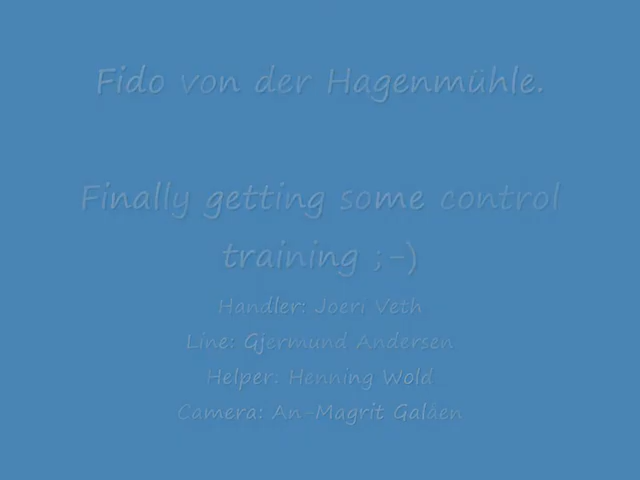 Fido von der Hagenmühle.
Finally getting some control
training ;-)
Handler: Joeri Veth
Line: Gjermund Andersen
Helper: Henning Wold
Camera: An-Magrit Galåen